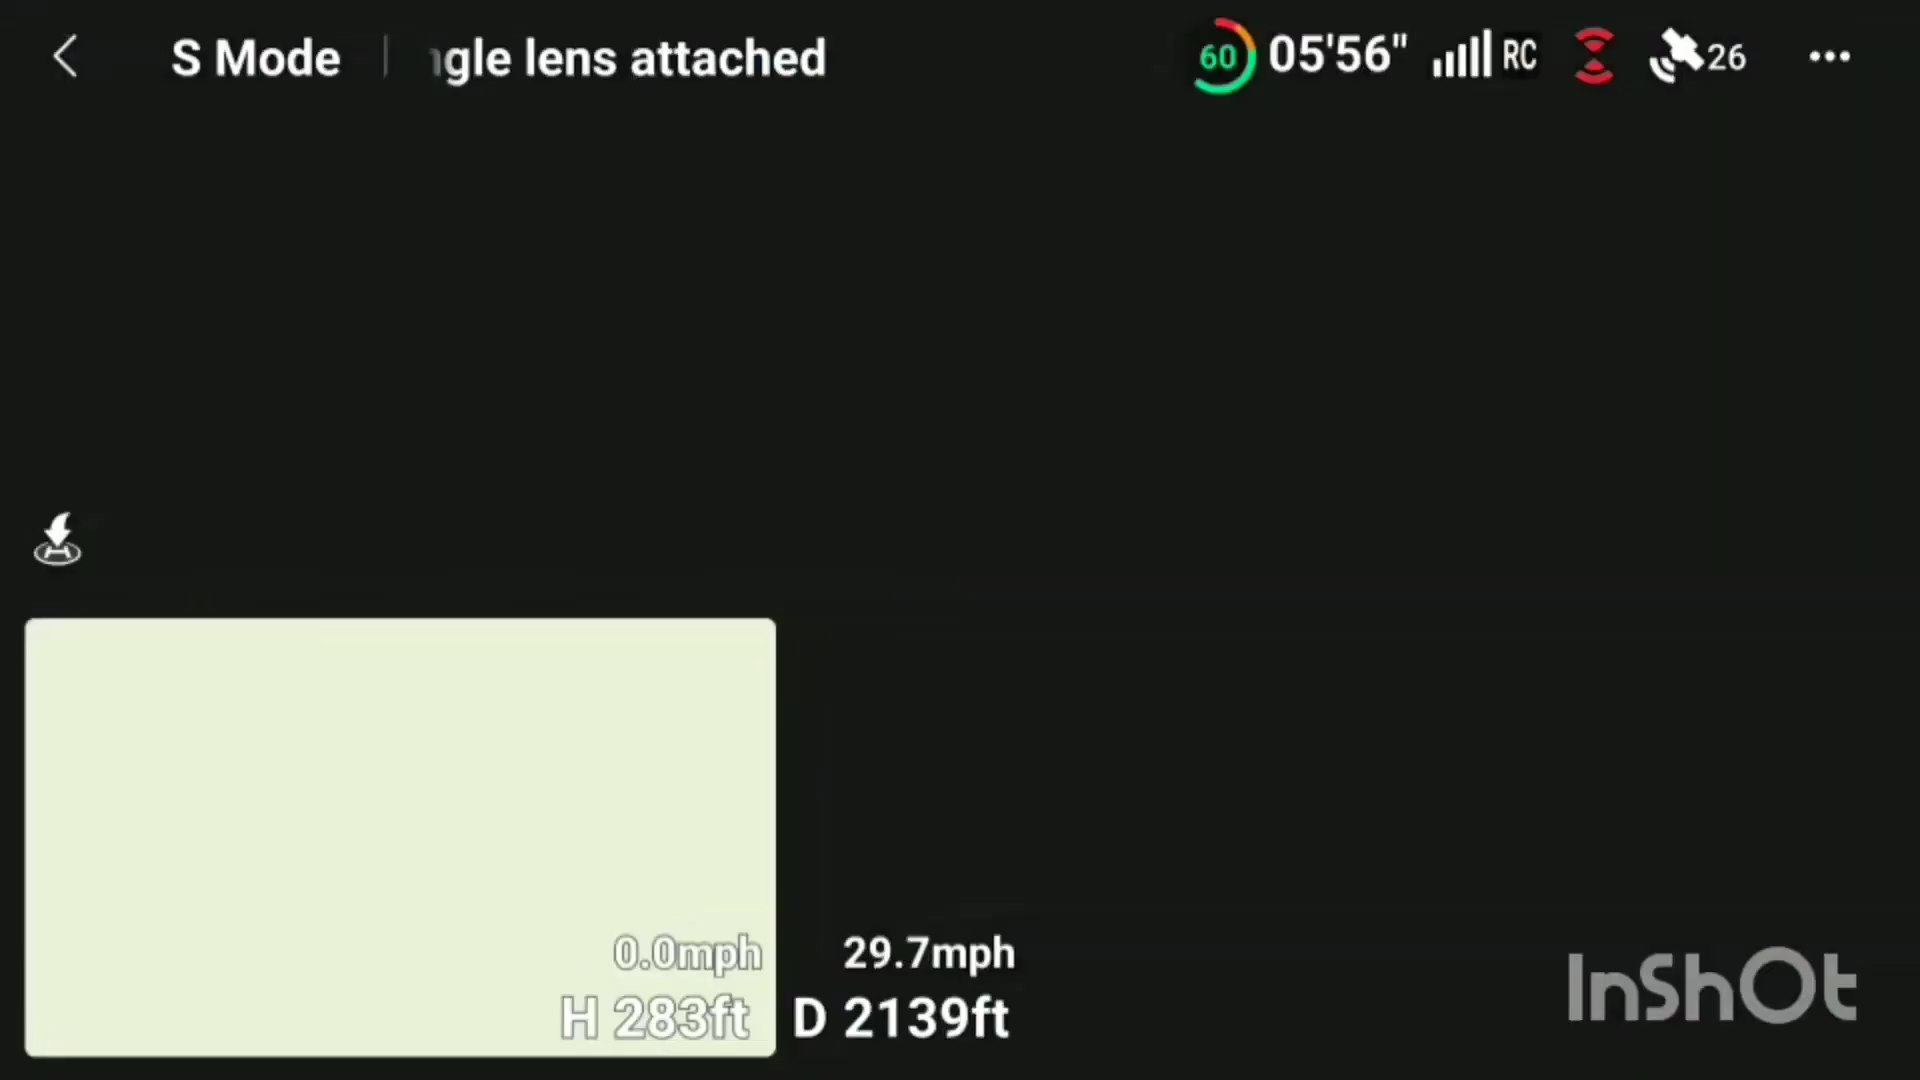 S Mode
gle lens attached
60
05'56"
RC
26
0.0mph
29.7mph
H 283ft
D 2139ft
InShOt